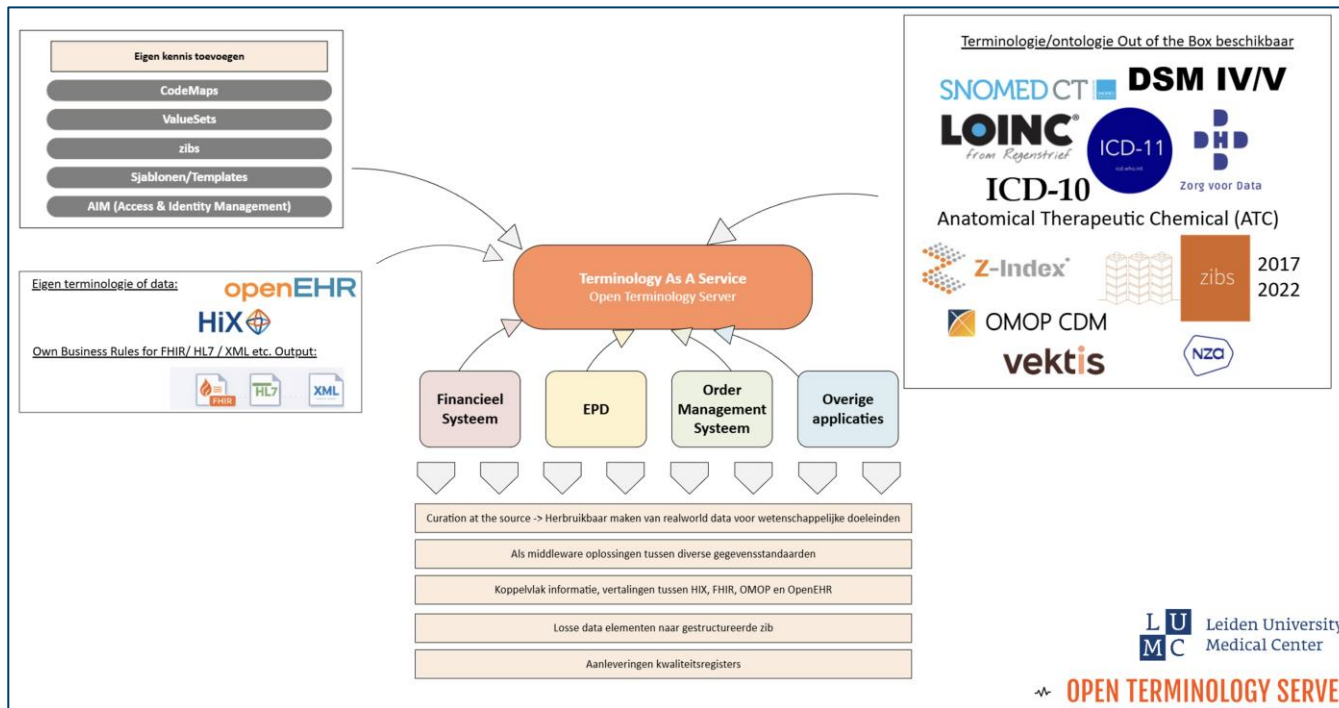 Eigen kennis toevoegen
CodeMaps
ValueSets
zibs
Sjablonen/Templates
AIM (Access & Identity Management)
Eigen terminologie of data:
openEHR
HiX
Own Business Rules for FHIR/ HL7 / XML etc. Output:
FHIR
HL7
XML
Terminology As A Service
Open Terminology Server
Financieel
Systeem
EPD
Order
Management
Systeem
Overige
applicaties
Curation at the source -> Herbruikbaar maken van realworld data voor wetenschappelijke doeleinden
Als middleware oplossingen tussen diverse gegevensstandaarden
Koppelvlak informatie, vertalingen tussen HIX, FHIR, OMOP en OpenEHR
Losse data elementen naar gestructureerde zib
Aanleveringen kwaliteitsregisters
Terminologie/ontologie Out of the Box beschikbaar
SNOMED CT
DSM IV/V
LOINC®
from Regenstrief
ICD-11
D
H
D
D
Zorg voor Data
ICD-10
Anatomical Therapeutic Chemical (ATC)
Z-Index
zibs
2017
2022
OMOP CDM
vektis
NZa
L U
M C
Leiden University
Medical Center
OPEN TERMINOLOGY SERVE